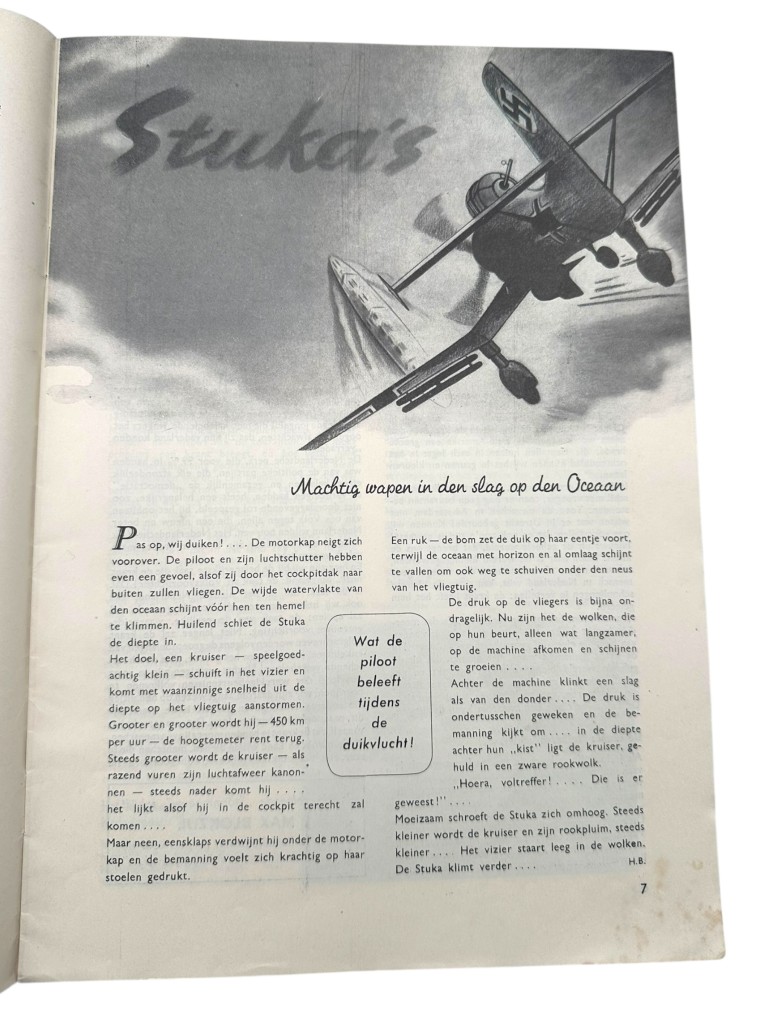 Stuka's
Machtig wapen in den slag op den Oceaan
Pas op, wij duiken! .... De motorkap neigt zich
voorover. De piloot en zijn luchtschutter hebben
even een gevoel, alsof zij door het cockpitdak naar
buiten zullen vliegen. De wijde watervlakte van
den oceaan schijnt vóór hen ten hemel
te klimmen. Huilend schiet de Stuka
de diepte in.
Het doel, een kruiser — speelgoed-
achtig klein — schuift in het vizier en
komt met waanzinnige snelheid uit de
diepte op het vliegtuig aanstormen.
Grooter en grooter wordt hij — 450 km
per uur — de hoogtemeter rent terug.
Steeds grooter wordt de kruiser — als
razend vuren zijn luchtafweer kanon-
nen — steeds nader komt hij ....
het lijkt alsof hij in de cockpit terecht zal
komen ....
Maar neen, eensklaps verdwijnt hij onder de motor-
kap en de bemanning voelt zich krachtig op haar
stoelen gedrukt.
Wat de
piloot
beleeft
tijdens
de
duikvlucht!
Een ruk — de bom zet de duik op haar eentje voort,
terwijl de oceaan met horizon en al omlaag schijnt
te vallen om ook weg te schuiven onder den neus
van het vliegtuig.
De druk op de vliegers is bijna on-
dragelijk. Nu zijn het de wolken, die
op hun beurt, alleen wat langzamer,
op de machine afkomen en schijnen
te groeien ....
Achter de machine klinkt een slag
als van den donder .... De druk is
ondertusschen geweken en de be-
manning kijkt om .... in de diepte
achter hun „kist” ligt de kruiser, ge-
huld in een zware rookwolk.
„Hoera, voltreffer! .... Die is er
geweest!” ....
Moeizaam schroeft de Stuka zich omhoog. Steeds
kleiner wordt de kruiser en zijn rookpluim, steeds
kleiner .... Het vizier staart leeg in de wolken.
De Stuka klimt verder .... H.B.
7